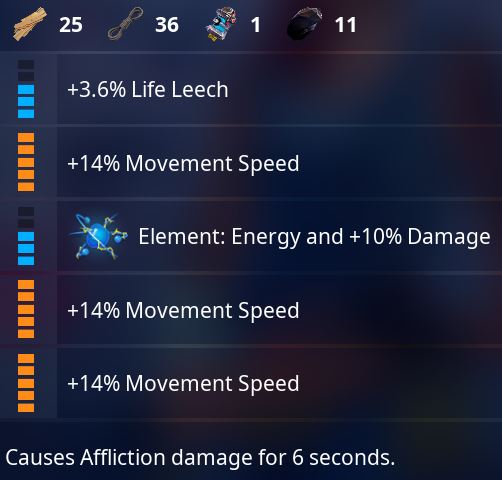 25 36 1 11
+3.6% Life Leech
+14% Movement Speed
Element: Energy and +10% Damage
+14% Movement Speed
+14% Movement Speed
Causes Affliction damage for 6 seconds.